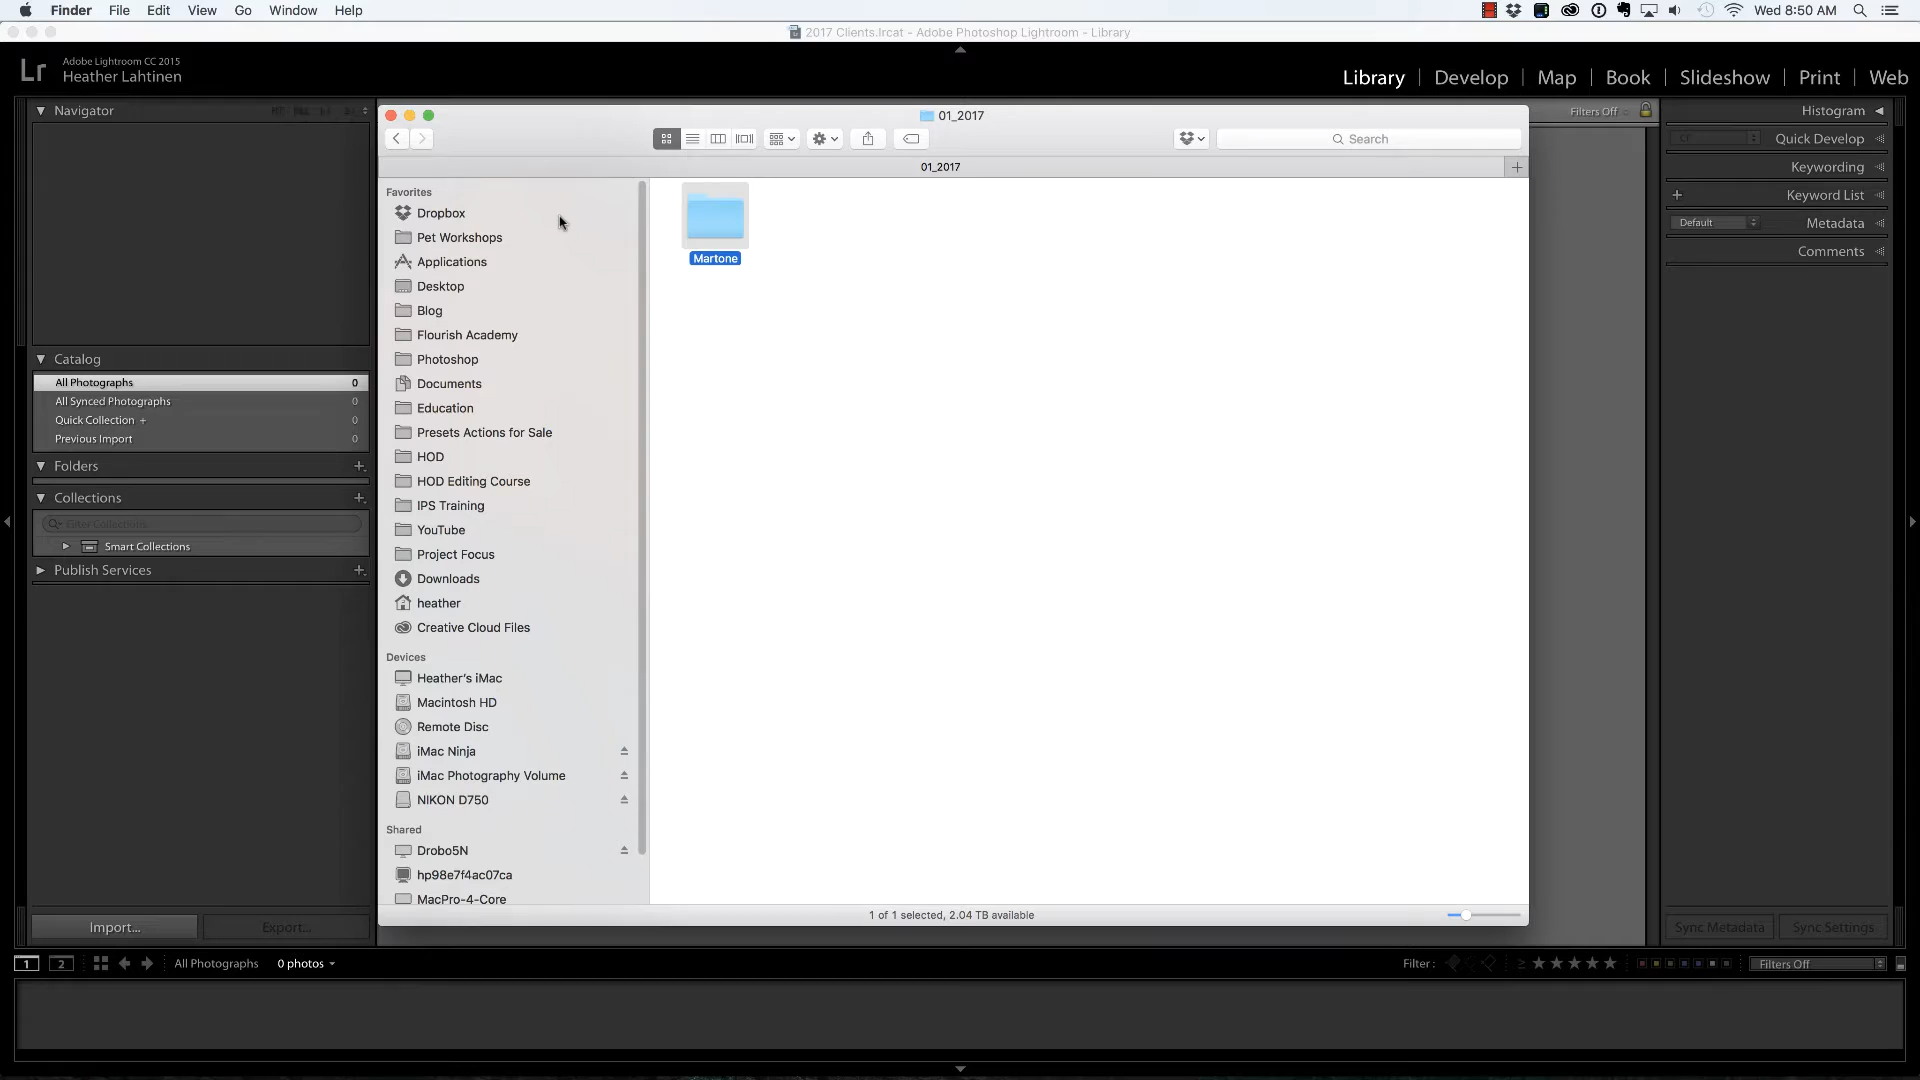 Finder File Edit View Go Window Help Wed 8:50 AM
2017 Clients.lrcat - Adobe Photoshop Lightroom - Library
Lr
Adobe Lightroom CC 2015
Heather Lahtinen
Library | Develop | Map | Book | Slideshow | Print | Web
Navigator
Catalog
All Photographs 0
All Synced Photographs 0
Quick Collection + 0
Previous Import 0
Folders
Collections
Filter Collections
Smart Collections
Publish Services
Import...
Export...
01_2017
Search
01_2017
Favorites
Dropbox
Pet Workshops
Applications
Desktop
Blog
Flourish Academy
Photoshop
Documents
Education
Presets Actions for Sale
HOD
HOD Editing Course
IPS Training
YouTube
Project Focus
Downloads
heather
Creative Cloud Files
Devices
Heather's iMac
Macintosh HD
Remote Disc
iMac Ninja
iMac Photography Volume
NIKON D750
Shared
Drobo5N
hp98e7f4ac07ca
MacPro-4-Core
Martone
1 of 1 selected, 2.04 TB available
Filters Off
Histogram
Quick Develop
Keywording
Keyword List
Default
Metadata
Comments
Sync Metadata
Sync Settings
1 2 All Photographs 0 photos
Filter :
Filters Off